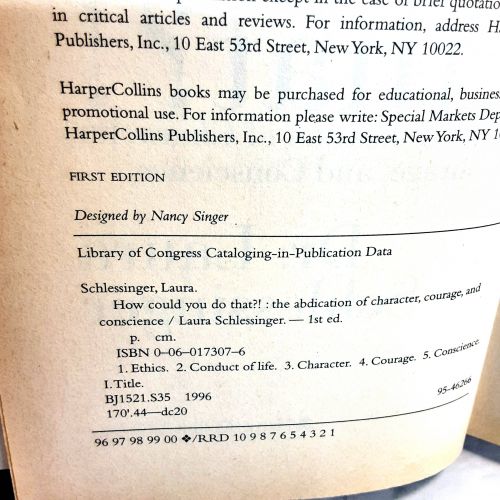 in critical articles and reviews. For information, address
Publishers, Inc., 10 East 53rd Street, New York, NY 10022.
HarperCollins books may be purchased for educational, business
promotional use. For information please write: Special Markets Dep
HarperCollins Publishers, Inc., 10 East 53rd Street, New York, NY 1
FIRST EDITION
Designed by Nancy Singer
Library of Congress Cataloging-in-Publication Data
Schlessinger, Laura.
How could you do that?! : the abdication of character, courage, and
conscience / Laura Schlessinger. — 1st ed.
p. cm.
ISBN 0-06-017307-6
1. Ethics. 2. Conduct of life. 3. Character. 4. Courage. 5. Conscience.
I. Title.
BJ1521.S35 1996
95-46266
170'.44—dc20
96 97 98 99 00 ❖/RRD 10 9 8 7 6 5 4 3 2 1